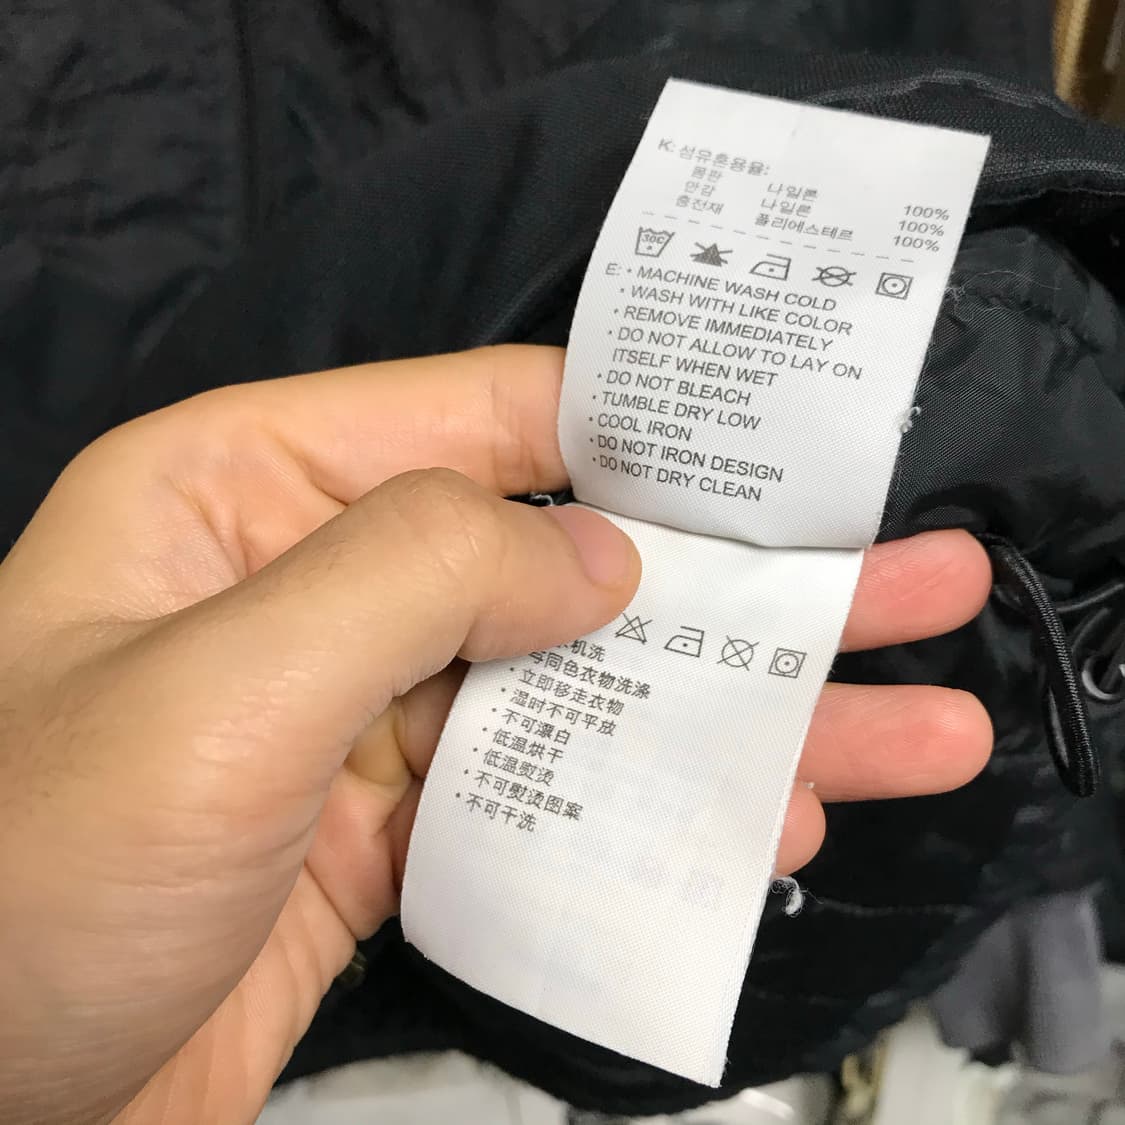 K: 섬유혼용율:
몸판 나일론 100%
안감 나일론 100%
충전재 폴리에스테르 100%
30C
E: • MACHINE WASH COLD
• WASH WITH LIKE COLOR
• REMOVE IMMEDIATELY
• DO NOT ALLOW TO LAY ON
ITSELF WHEN WET
• DO NOT BLEACH
• TUMBLE DRY LOW
• COOL IRON
• DO NOT IRON DESIGN
• DO NOT DRY CLEAN
机洗
与同色衣物洗涤
• 立即移走衣物
• 湿时不可平放
• 不可漂白
• 低温烘干
• 低温熨烫
• 不可熨烫图案
• 不可干洗